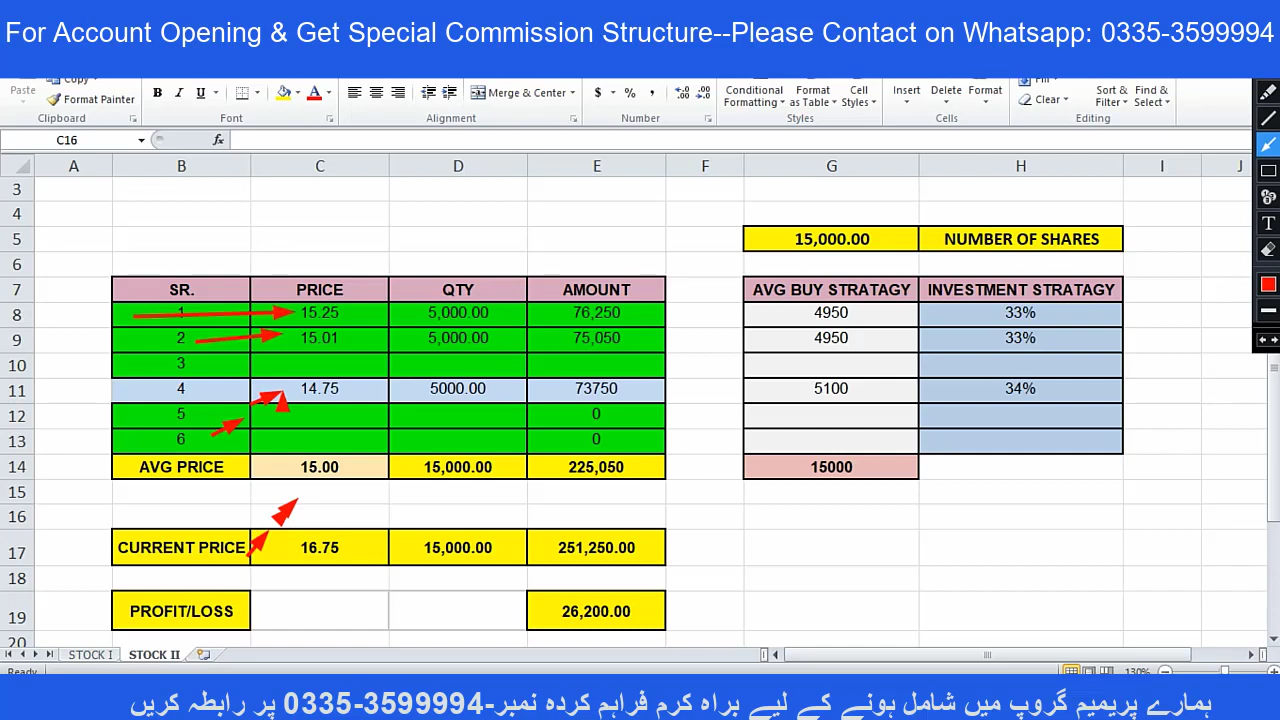 For Account Opening & Get Special Commission Structure--Please Contact on Whatsapp: 0335-3599994
Paste Copy Format Painter B I U Merge & Center $ % , Conditional Formatting Format as Table Cell Styles Insert Delete Format Fill Clear Sort & Filter Find & Select
Clipboard Font Alignment Number Styles Cells Editing
C16 fx
A B C D E F G H I J
3
4
5 15,000.00 NUMBER OF SHARES
6
7 SR. PRICE QTY AMOUNT AVG BUY STRATAGY INVESTMENT STRATAGY
8 1 15.25 5,000.00 76,250 4950 33%
9 2 15.01 5,000.00 75,050 4950 33%
10 3
11 4 14.75 5000.00 73750 5100 34%
12 5 0
13 6 0
14 AVG PRICE 15.00 15,000.00 225,050 15000
15
16
17 CURRENT PRICE 16.75 15,000.00 251,250.00
18
19 PROFIT/LOSS 26,200.00
20
STOCK I STOCK II
Ready 130%
ہمارے پریمیم گروپ میں شامل ہونے کے لیے براہ کرم فراہم کردہ نمبر-0335-3599994 پر رابطہ کریں